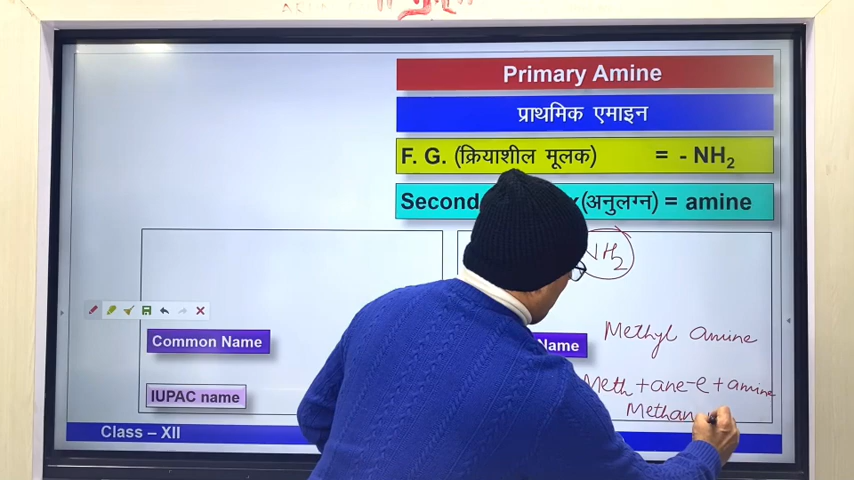 Primary Amine
प्राथमिक एमाइन
F. G. (क्रियाशील मूलक) = - NH₂
(अनुलग्न) = amine
NH₂
Common Name
Name
Methyl amine
IUPAC name
Meth + ane - e + amine
Methan
Class – XII